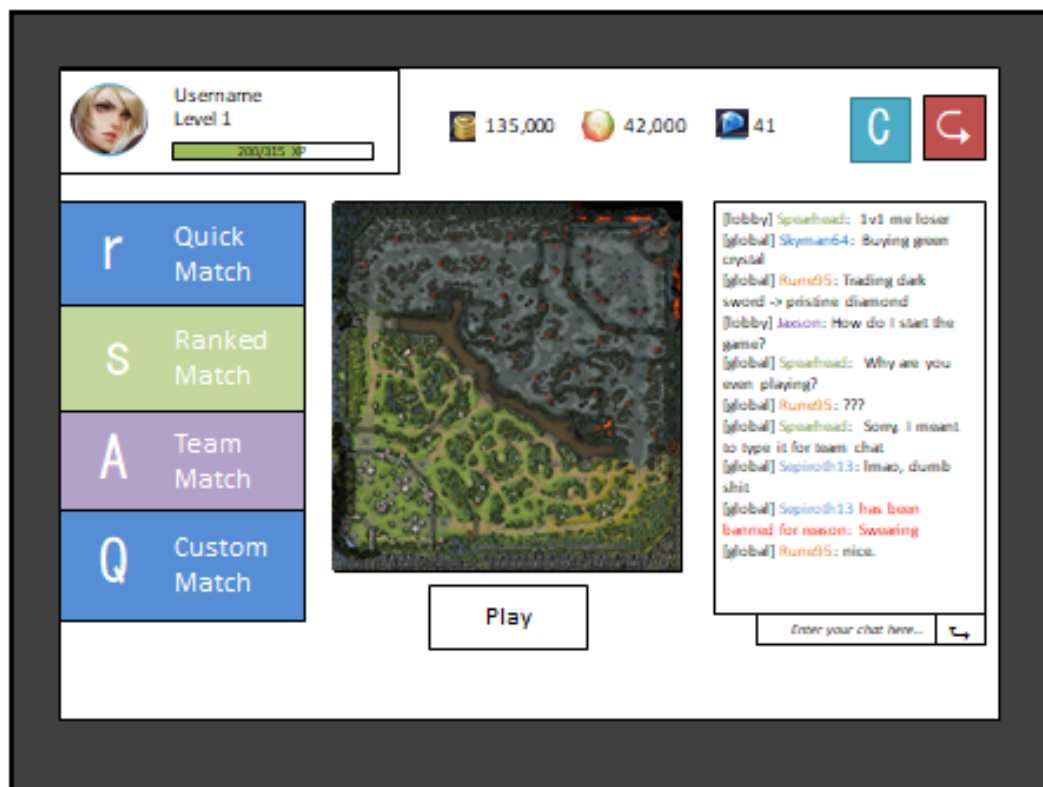 Username
Level 1
200/315 XP
135,000
42,000
41
C
r
Quick
Match
s
Ranked
Match
A
Team
Match
Q
Custom
Match
Play
[lobby] Spearhead: 1v1 me loser
[global] Skyman64: Buying green
crystal
[global] Rune95: Trading dark
sword -> pristine diamond
[lobby] Jaxson: How do I start the
game?
[global] Spearhead: Why are you
even playing?
[global] Rune95: ???
[global] Spearhead: Sorry, I meant
to type it for team chat
[global] Sepiroth13: lmao, dumb
shit
[global] Sepiroth13 has been
banned for reason: Swearing
[global] Rune95: nice.
Enter your chat here...